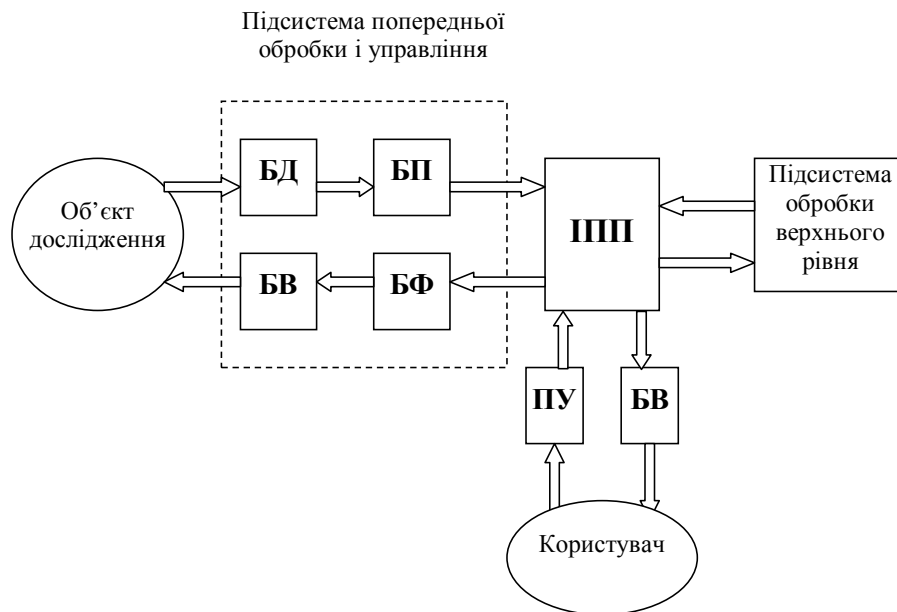 Підсистема попередньої
обробки і управління
БД
БП
Об’єкт
дослідження
ІПП
Підсистема
обробки
верхнього
рівня
БВ
БФ
ПУ
БВ
Користувач